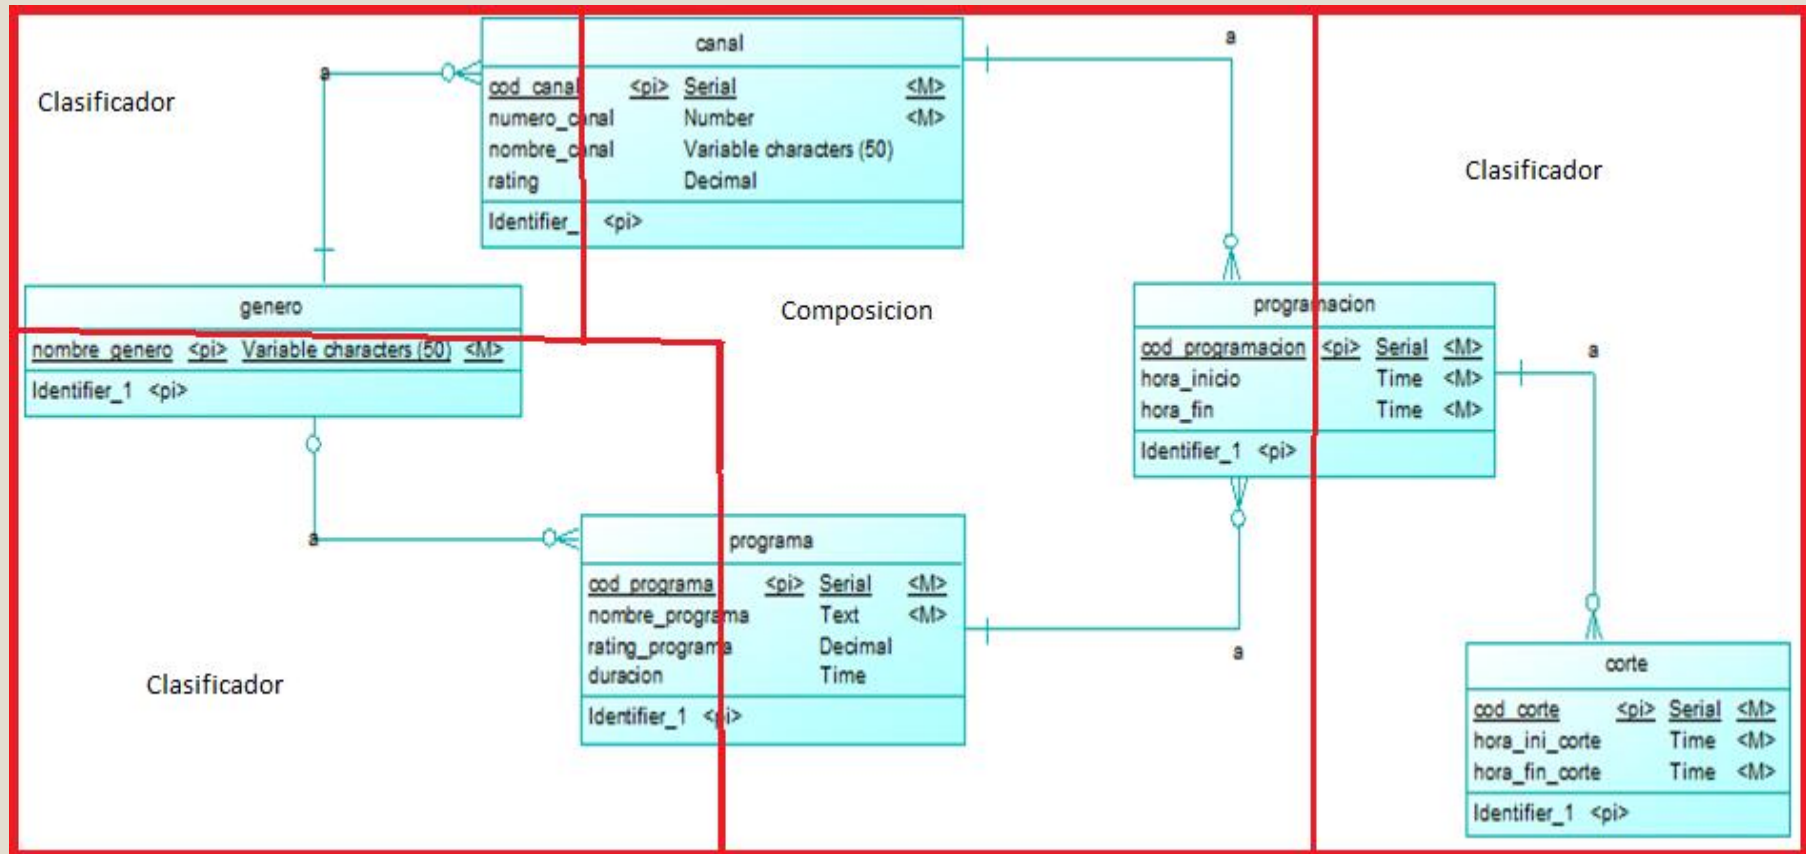 canal
cod_canal <pi> Serial <M>
numero_canal Number <M>
nombre_canal Variable characters (50)
rating Decimal
Identifier_ <pi>
a
a
Clasificador
Clasificador
Composicion
genero
nombre_genero <pi> Variable characters (50) <M>
Identifier_1 <pi>
programacion
cod_programacion <pi> Serial <M>
hora_inicio Time <M>
hora_fin Time <M>
Identifier_1 <pi>
a
a
programa
cod_programa <pi> Serial <M>
nombre_programa Text <M>
rating_programa Decimal
duracion Time
Identifier_1 <pi>
a
Clasificador
corte
cod_corte <pi> Serial <M>
hora_ini_corte Time <M>
hora_fin_corte Time <M>
Identifier_1 <pi>